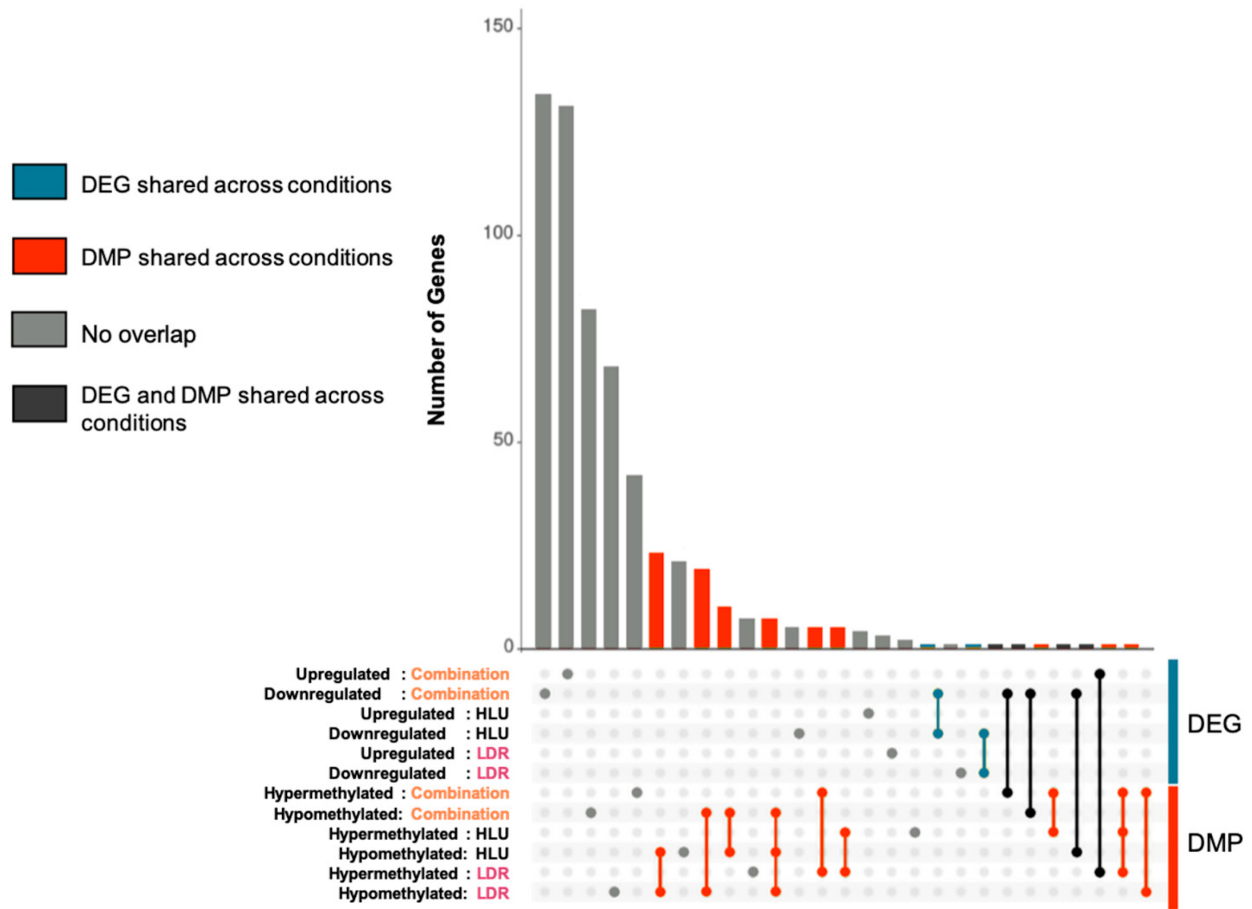 150
100
50
0
Number of Genes
DEG shared across conditions
DMP shared across conditions
No overlap
DEG and DMP shared across
conditions
Upregulated : Combination
Downregulated : Combination
Upregulated : HLU
Downregulated : HLU
Upregulated : LDR
Downregulated : LDR
Hypermethylated : Combination
Hypomethylated: Combination
Hypermethylated : HLU
Hypomethylated: HLU
Hypermethylated : LDR
Hypomethylated: LDR
DEG
DMP